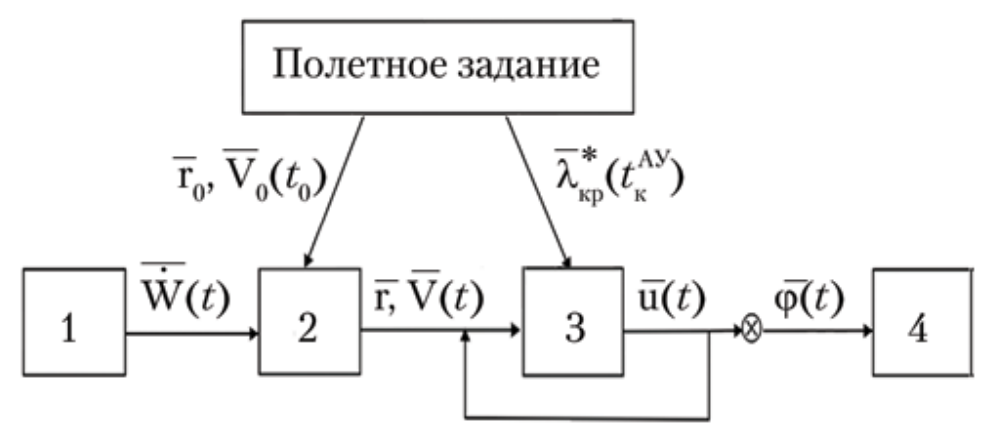 Полетное задание
r̅₀, V̅₀(t₀)
λ̅*кр(tкАУ)
1
Ẇ̅(t)
2
r̅, V̅(t)
3
u̅(t)
φ̅(t)
4